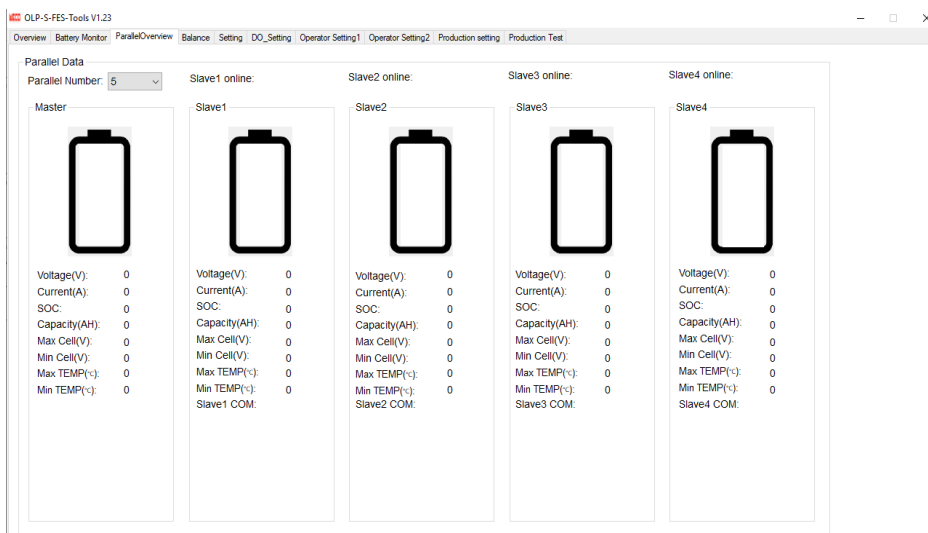 OLP-S-FES-Tools V1.23
Overview Battery Monitor ParallelOverview Balance Setting DO_Setting Operator Setting1 Operator Setting2 Production setting Production Test
Parallel Data
Parallel Number: 5
Slave1 online:
Slave2 online:
Slave3 online:
Slave4 online:
Master
Voltage(V): 0
Current(A): 0
SOC: 0
Capacity(AH): 0
Max Cell(V): 0
Min Cell(V): 0
Max TEMP(℃): 0
Min TEMP(℃): 0
Slave1
Voltage(V): 0
Current(A): 0
SOC: 0
Capacity(AH): 0
Max Cell(V): 0
Min Cell(V): 0
Max TEMP(℃): 0
Min TEMP(℃): 0
Slave1 COM:
Slave2
Voltage(V): 0
Current(A): 0
SOC: 0
Capacity(AH): 0
Max Cell(V): 0
Min Cell(V): 0
Max TEMP(℃): 0
Min TEMP(℃): 0
Slave2 COM:
Slave3
Voltage(V): 0
Current(A): 0
SOC: 0
Capacity(AH): 0
Max Cell(V): 0
Min Cell(V): 0
Max TEMP(℃): 0
Min TEMP(℃): 0
Slave3 COM:
Slave4
Voltage(V): 0
Current(A): 0
SOC: 0
Capacity(AH): 0
Max Cell(V): 0
Min Cell(V): 0
Max TEMP(℃): 0
Min TEMP(℃): 0
Slave4 COM: